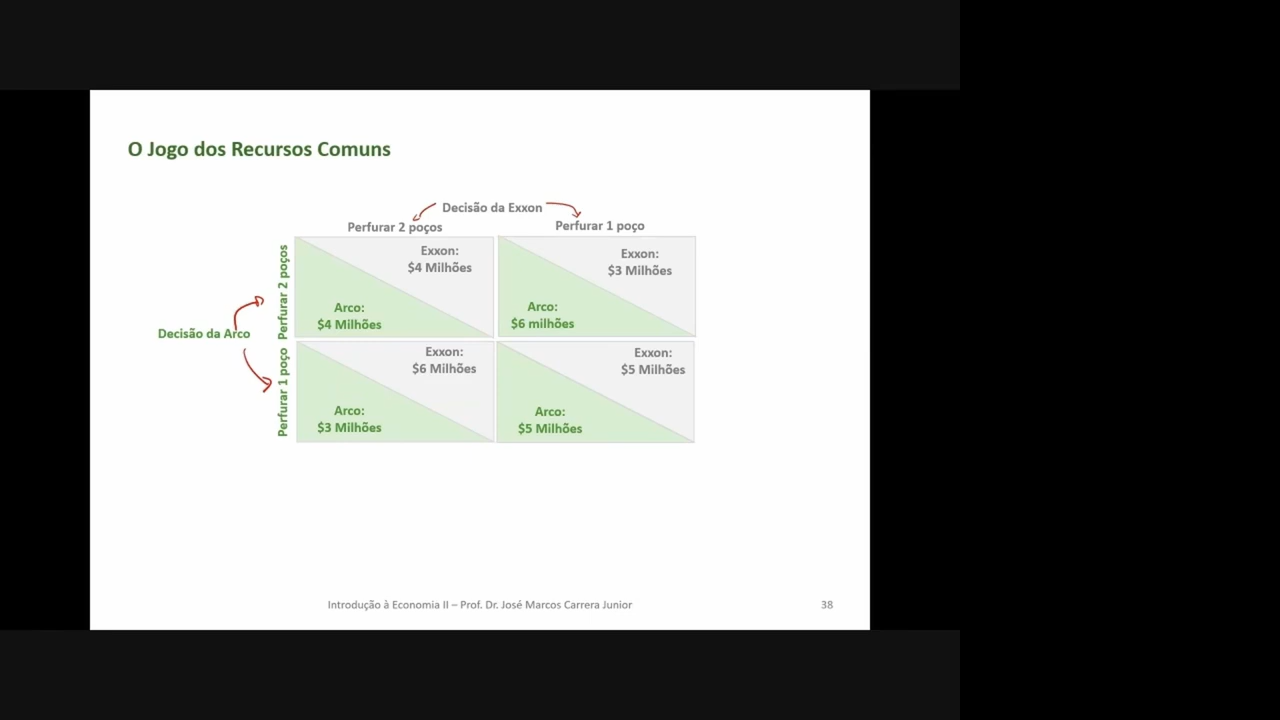 O Jogo dos Recursos Comuns
Decisão da Exxon
Perfurar 2 poços
Perfurar 1 poço
Decisão da Arco
Perfurar 2 poços
Exxon:
$4 Milhões
Arco:
$4 Milhões
Exxon:
$3 Milhões
Arco:
$6 milhões
Perfurar 1 poço
Exxon:
$6 Milhões
Arco:
$3 Milhões
Exxon:
$5 Milhões
Arco:
$5 Milhões
Introdução à Economia II – Prof. Dr. José Marcos Carrera Junior
38